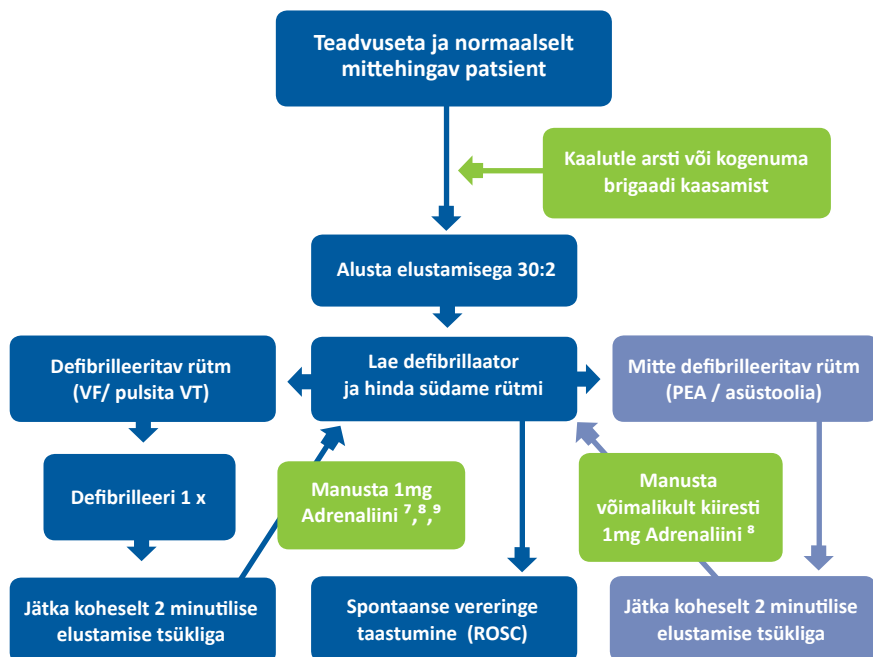 Teadvuseta ja normaalselt
mittehingav patsient
Kaalutle arsti või kogenuma
brigaadi kaasamist
Alusta elustamisega 30:2
Defibrilleeritav rütm
(VF/ pulsita VT)
Lae defibrillaator
ja hinda südame rütmi
Mitte defibrilleeritav rütm
(PEA / asüstoolia)
Defibrilleeri 1 x
Manusta 1mg
Adrenaliini ⁷,⁸,⁹
Manusta
võimalikult kiiresti
1mg Adrenaliini ⁸
Jätka koheselt 2 minutilise
elustamise tsükliga
Spontaanse vereringe
taastumine (ROSC)
Jätka koheselt 2 minutilise
elustamise tsükliga